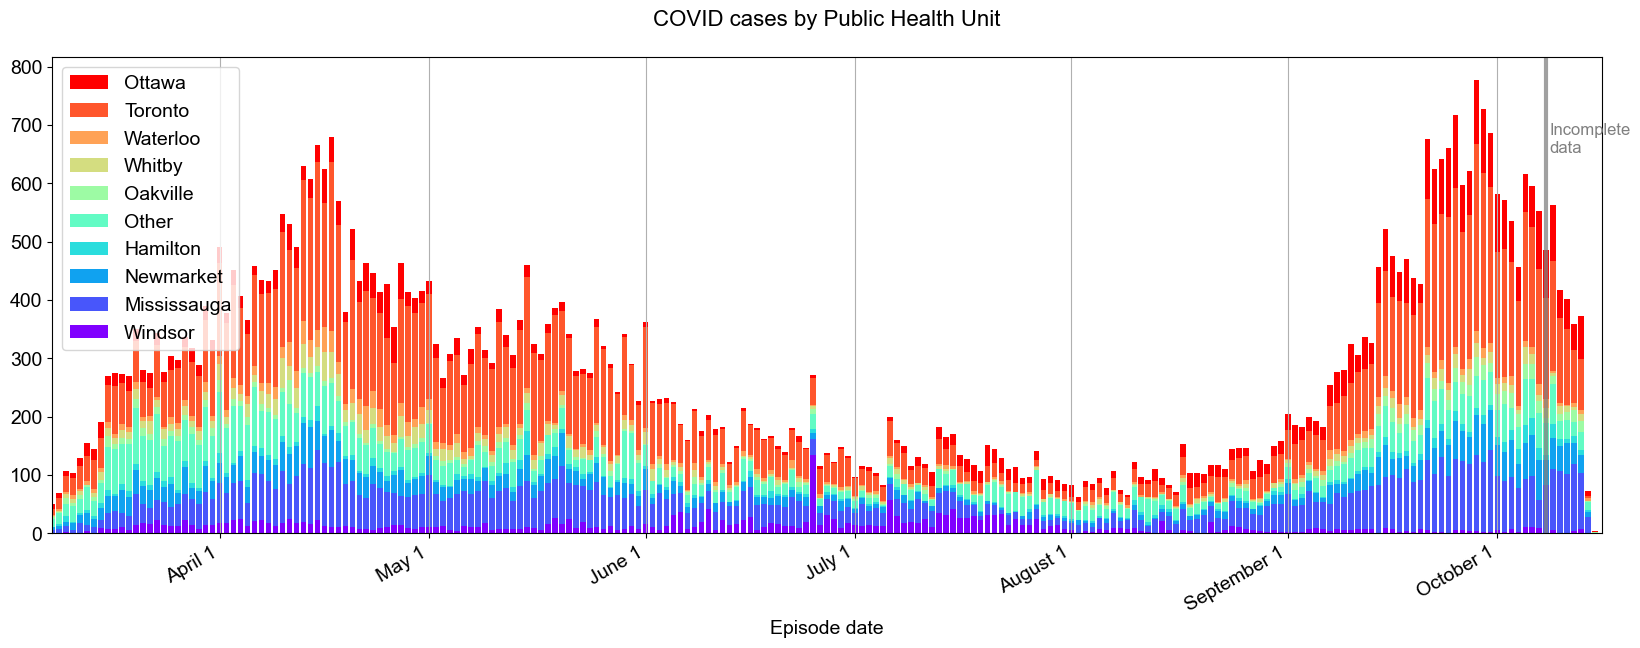 COVID cases by Public Health Unit
800
700
600
500
400
300
200
100
0
Ottawa
Toronto
Waterloo
Whitby
Oakville
Other
Hamilton
Newmarket
Mississauga
Windsor
Incomplete
data
April 1
May 1
June 1
July 1
August 1
September 1
October 1
Episode date